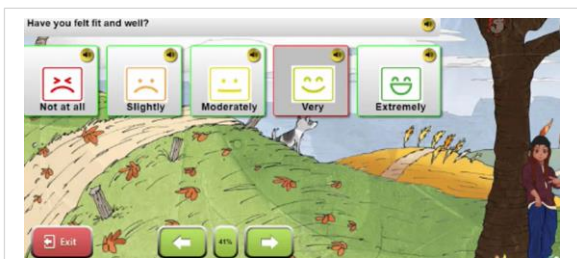 Have you felt fit and well?
Not at all
Slightly
Moderately
Very
Extremely
Exit
41%